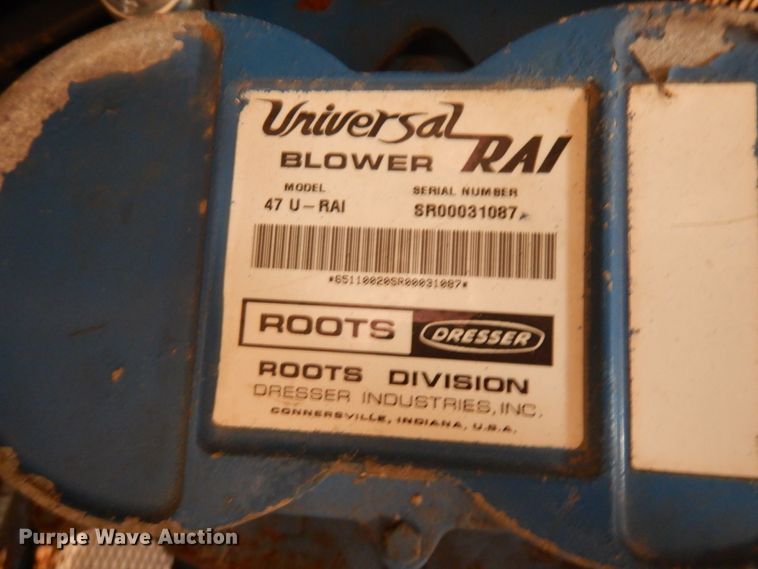 Universal RAI
BLOWER
MODEL SERIAL NUMBER
47 U-RAI SR00031087
*65110020SR00031087*
ROOTS DRESSER
ROOTS DIVISION
DRESSER INDUSTRIES, INC.
CONNERSVILLE, INDIANA, U.S.A.
Purple Wave Auction